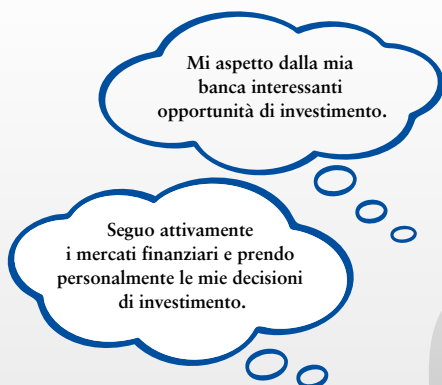 Mi aspetto dalla mia
banca interessanti
opportunità di investimento.
Seguo attivamente
i mercati finanziari e prendo
personalmente le mie decisioni
di investimento.